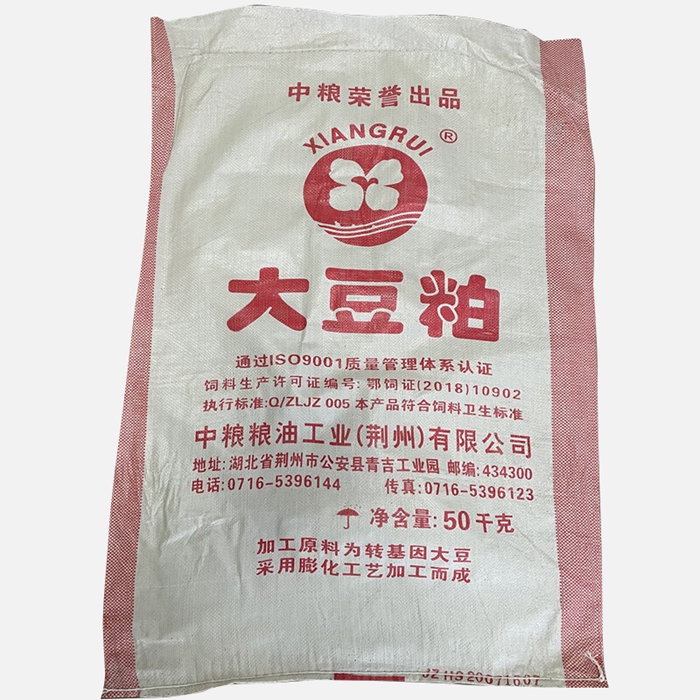 中粮荣誉出品
XIANGRUI ®
大豆粕
通过ISO9001质量管理体系认证
饲料生产许可证编号: 鄂饲证(2018)10902
执行标准:Q/ZLJZ 005 本产品符合饲料卫生标准
中粮粮油工业(荆州)有限公司
地址: 湖北省荆州市公安县青吉工业园 邮编: 434300
电话: 0716-5396144 传真: 0716-5396123
净含量: 50千克
加工原料为转基因大豆
采用膨化工艺加工而成
JZHS20071607